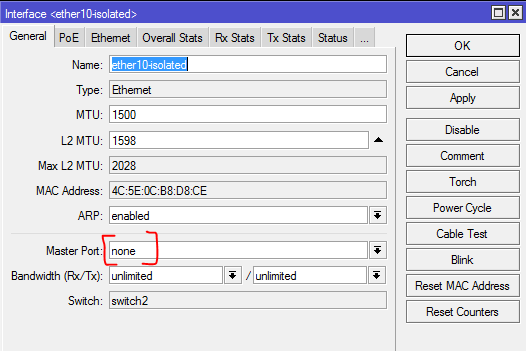 Interface <ether10-isolated>
General PoE Ethernet Overall Stats Rx Stats Tx Stats Status ...
Name: ether10-isolated
Type: Ethernet
MTU: 1500
L2 MTU: 1598
Max L2 MTU: 2028
MAC Address: 4C:5E:0C:B8:D8:CE
ARP: enabled
Master Port: none
Bandwidth (Rx/Tx): unlimited / unlimited
Switch: switch2
OK
Cancel
Apply
Disable
Comment
Torch
Power Cycle
Cable Test
Blink
Reset MAC Address
Reset Counters